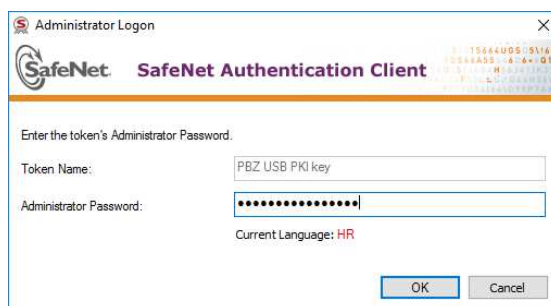 Administrator Logon
SafeNet. SafeNet Authentication Client
Enter the token's Administrator Password.
Token Name: PBZ USB PKI key
Administrator Password: ●●●●●●●●●●●●●●●●
Current Language: HR
OK Cancel